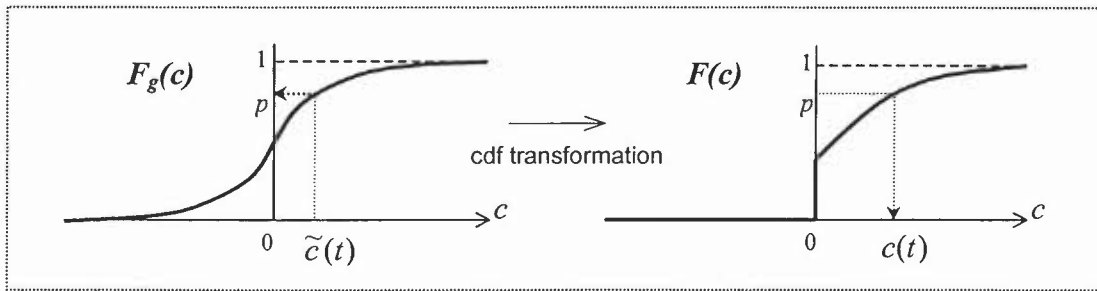 F_g(c)
1
p
0
c̃(t)
c
cdf transformation
F(c)
1
p
0
c(t)
c